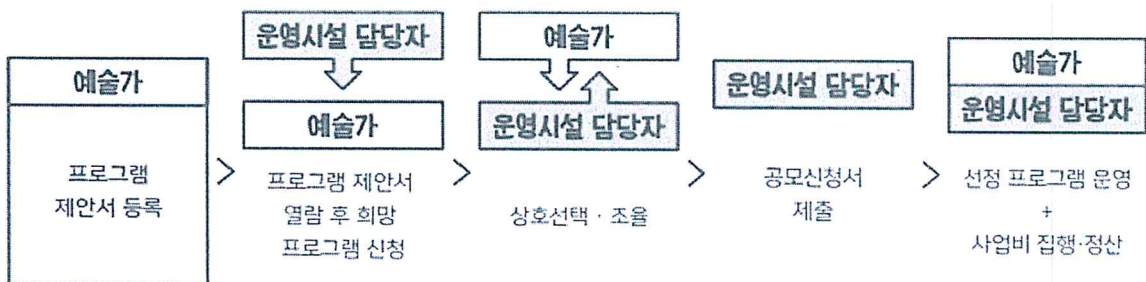 예술가
프로그램
제안서 등록
>
운영시설 담당자
예술가
프로그램 제안서
열람 후 희망
프로그램 신청
>
예술가
운영시설 담당자
상호선택 · 조율
>
운영시설 담당자
공모신청서
제출
>
예술가
운영시설 담당자
선정 프로그램 운영
+
사업비 집행·정산